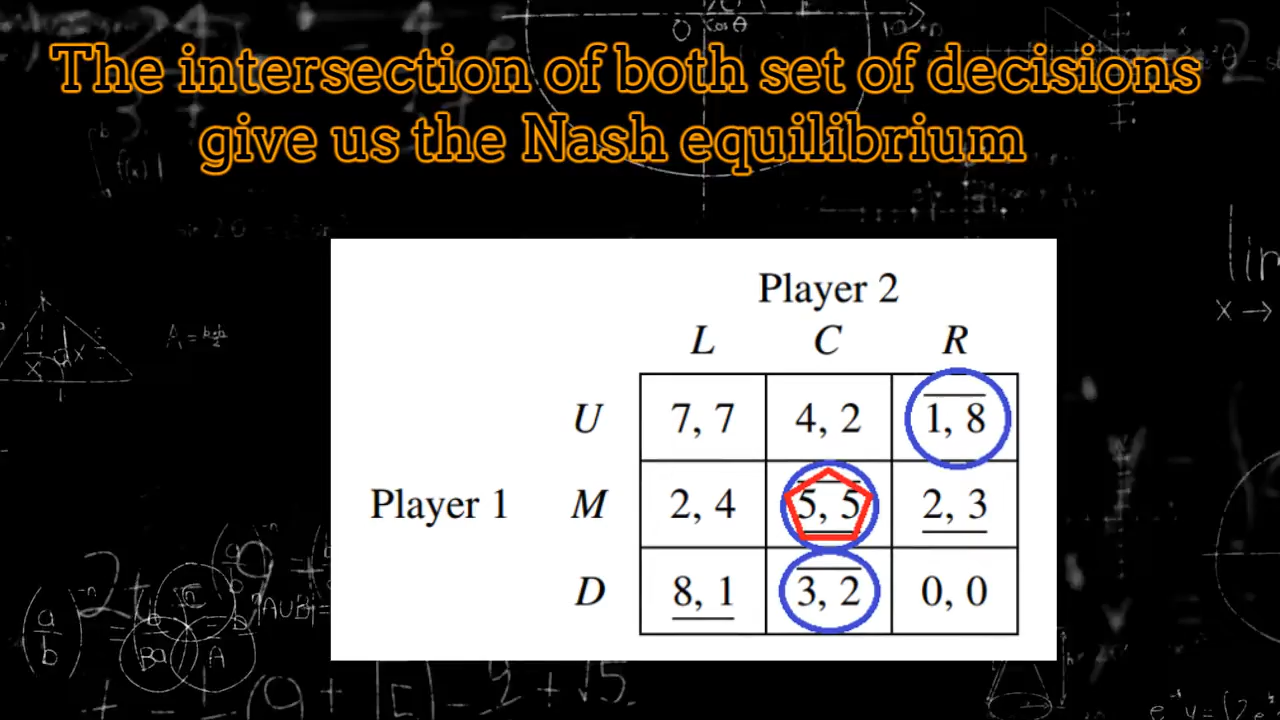 The intersection of both set of decisions
give us the Nash equilibrium
Player 2
L C R
U 7, 7 4, 2 1, 8
Player 1 M 2, 4 5, 5 2, 3
D 8, 1 3, 2 0, 0